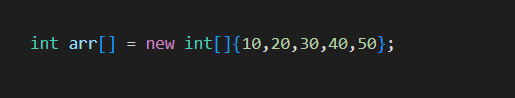 int arr[] = new int[]{10,20,30,40,50};